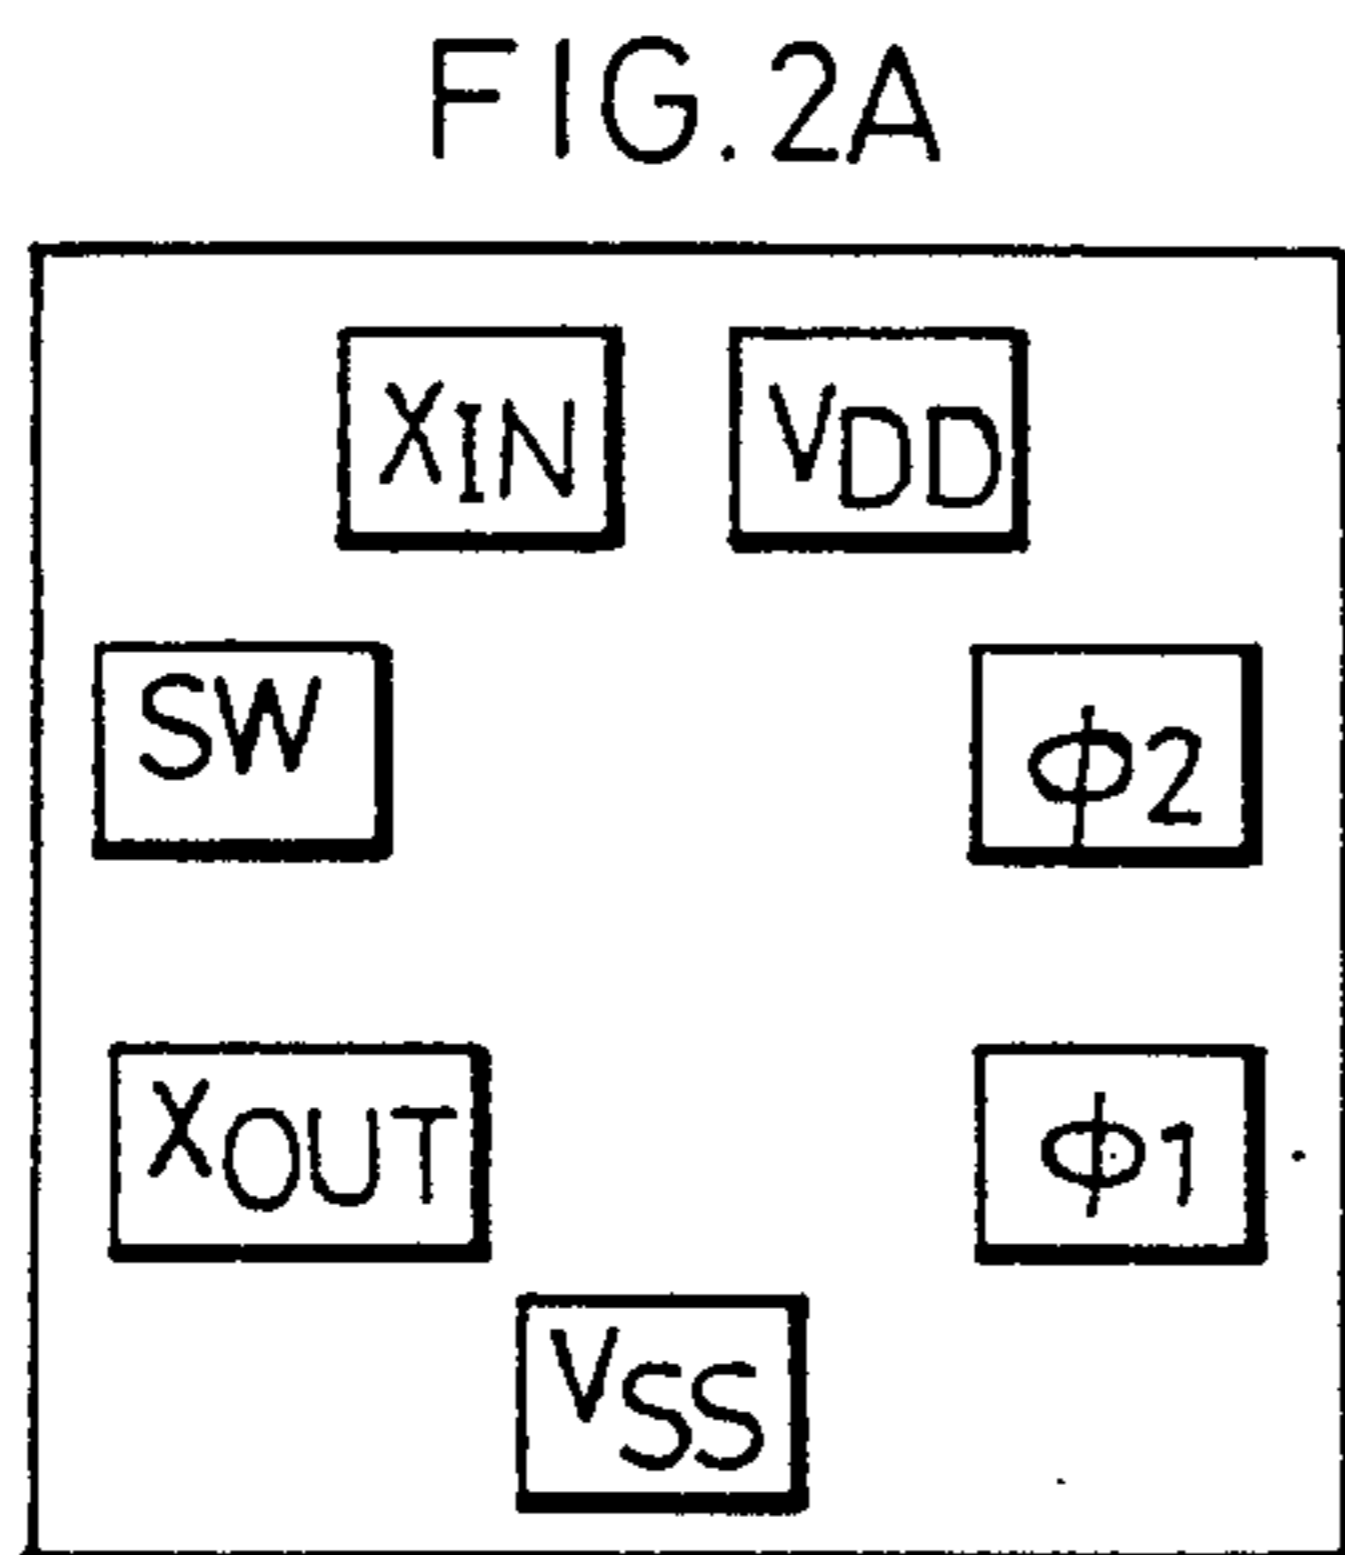 FIG.2A
XIN VDD
SW ϕ2
XOUT ϕ1
VSS